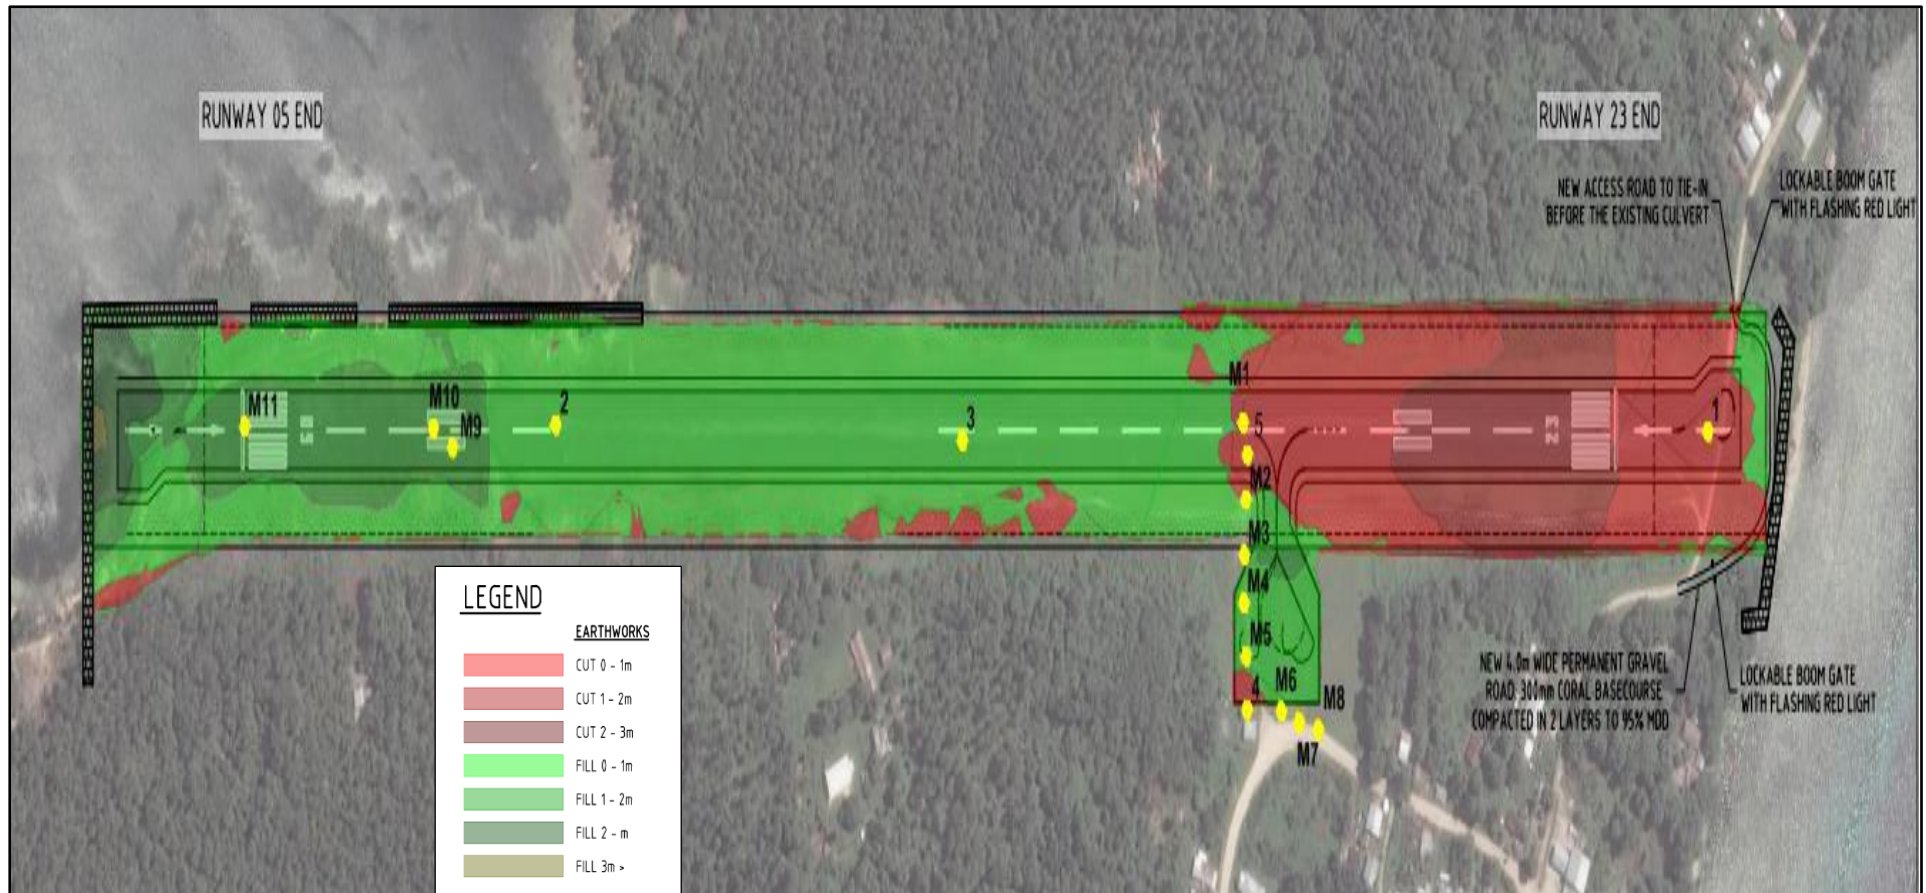 RUNWAY 05 END
RUNWAY 23 END
NEW ACCESS ROAD TO TIE-IN
BEFORE THE EXISTING CULVERT
LOCKABLE BOOM GATE
WITH FLASHING RED LIGHT
M11
M10
M9
2
3
M1
5
M2
M3
M4
M5
4
M6
M7
M8
23
1
NEW 4.0m WIDE PERMANENT GRAVEL
ROAD. 300mm CORAL BASECOURSE
COMPACTED IN 2 LAYERS TO 95% MDD
LOCKABLE BOOM GATE
WITH FLASHING RED LIGHT
LEGEND
EARTHWORKS
CUT 0 - 1m
CUT 1 - 2m
CUT 2 - 3m
FILL 0 - 1m
FILL 1 - 2m
FILL 2 - m
FILL 3m >